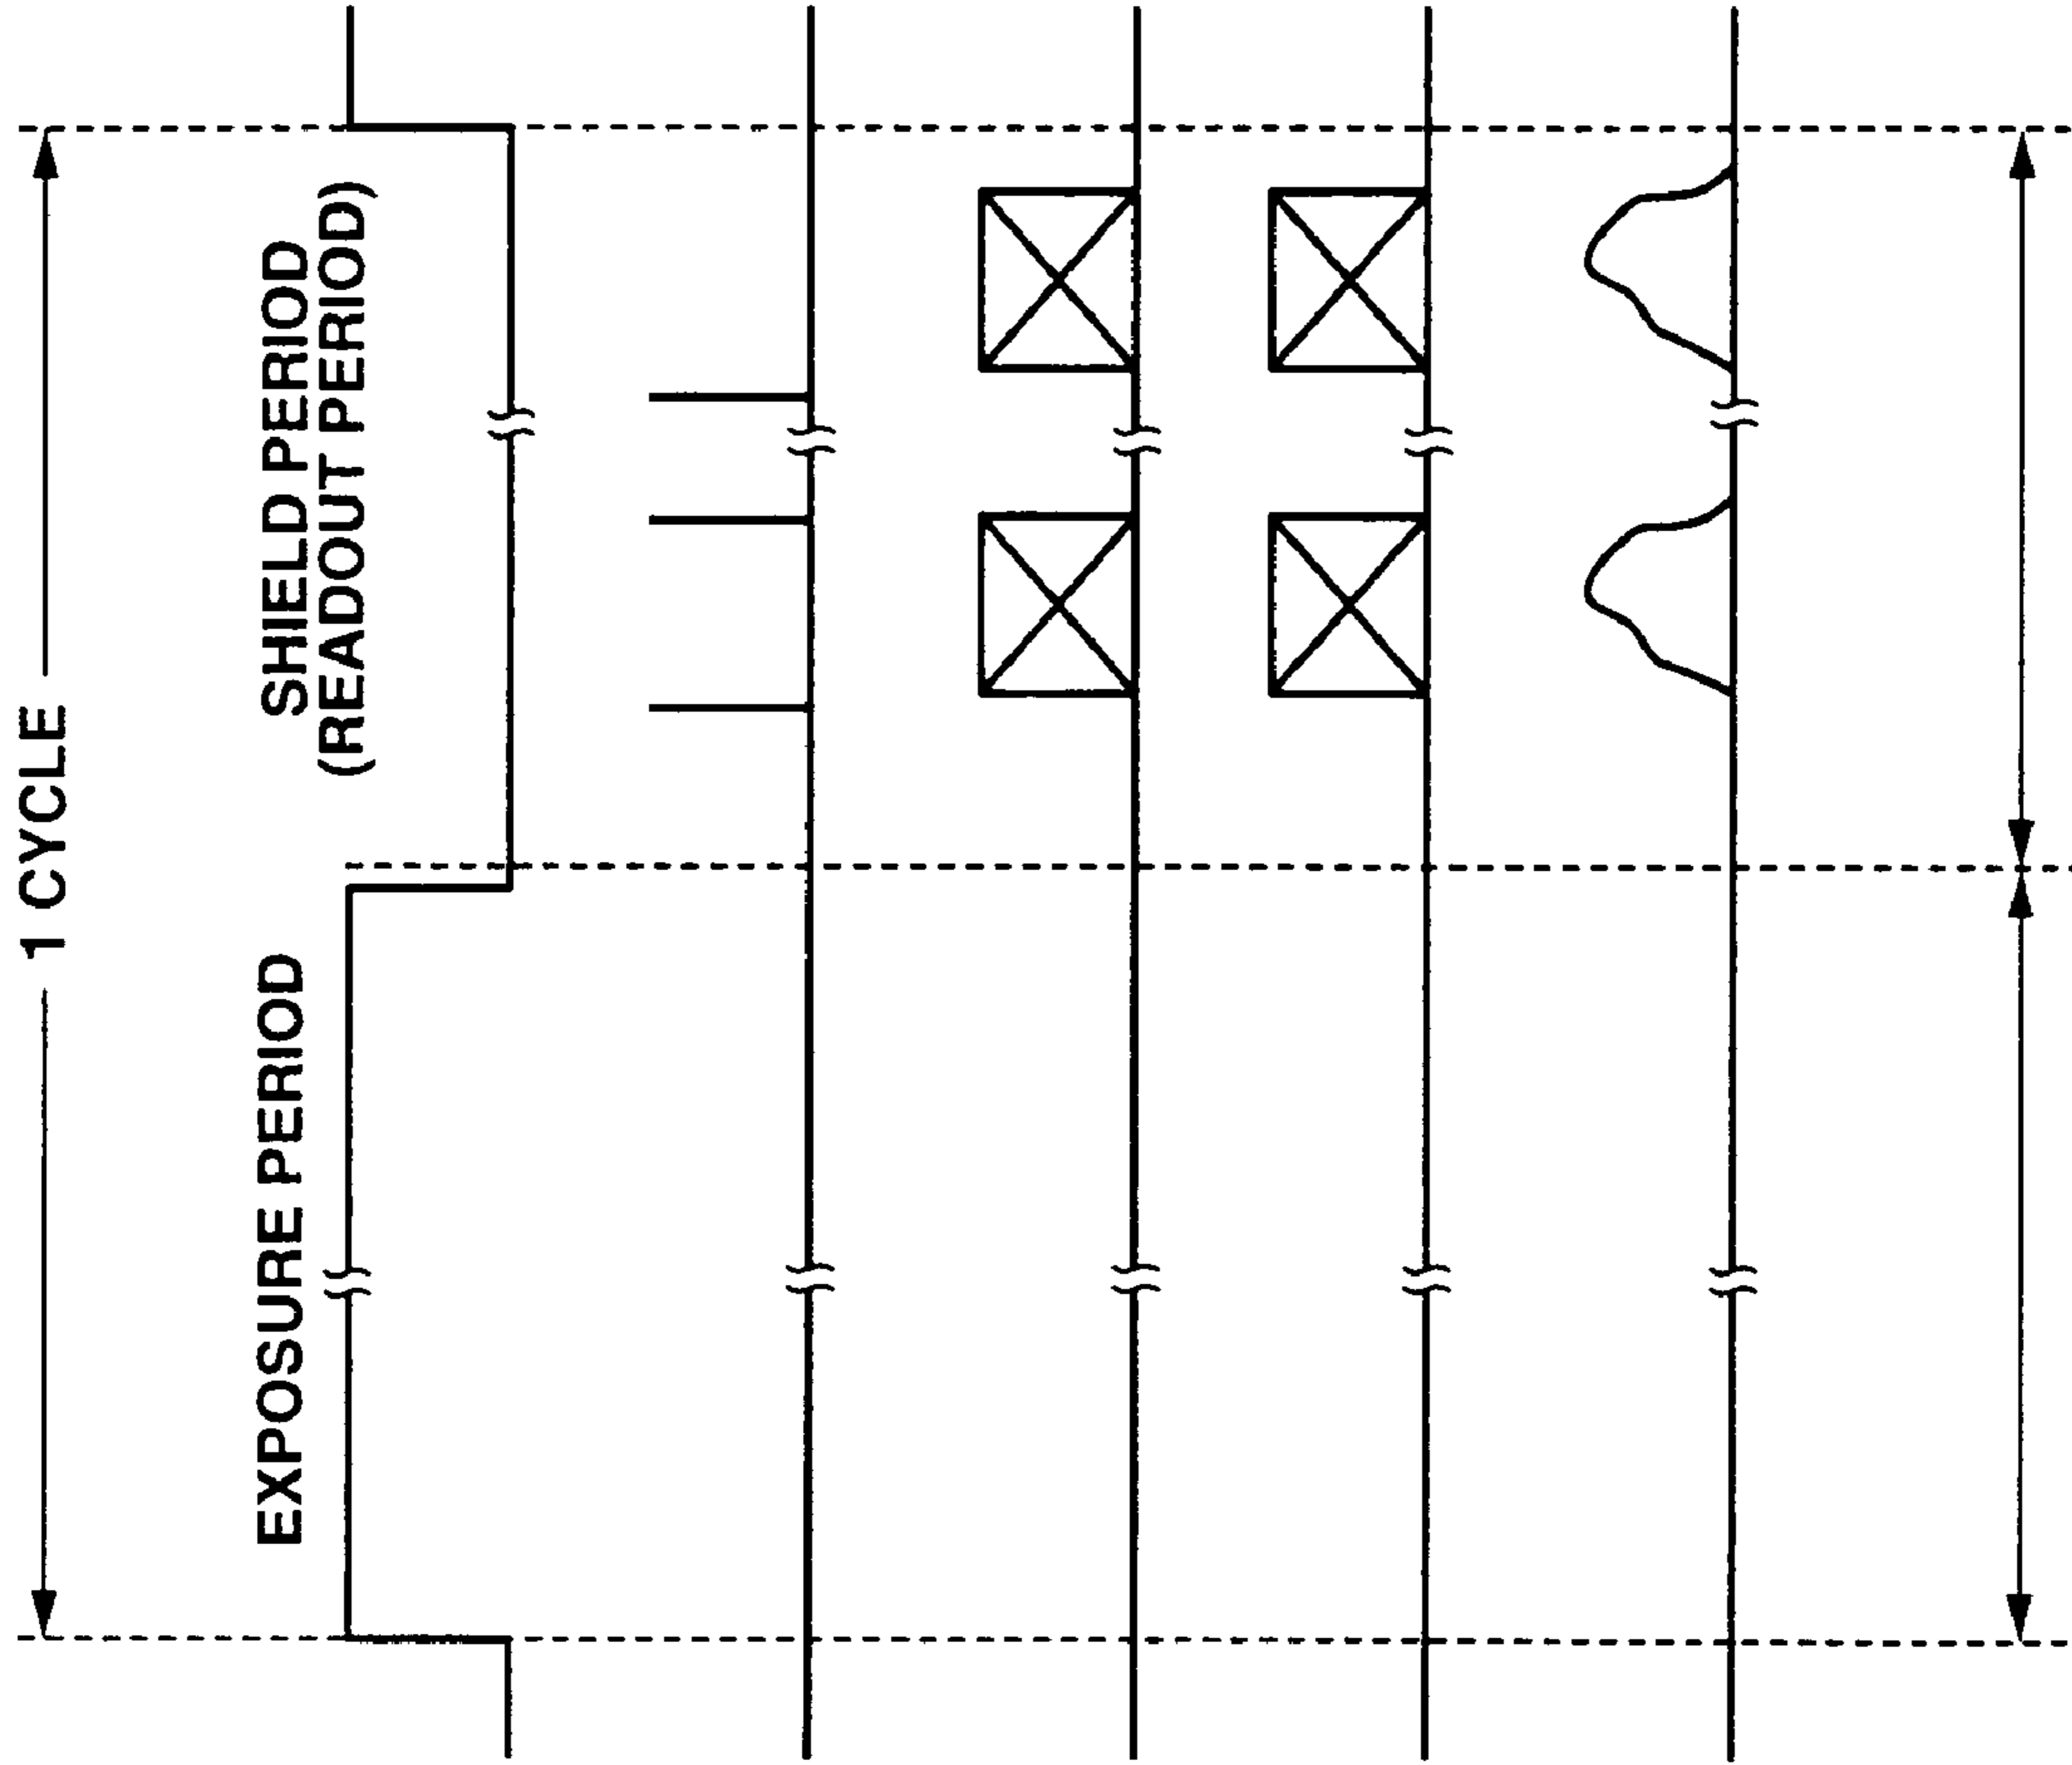 1 CYCLE
EXPOSURE PERIOD
SHIELD PERIOD
(READOUT PERIOD)